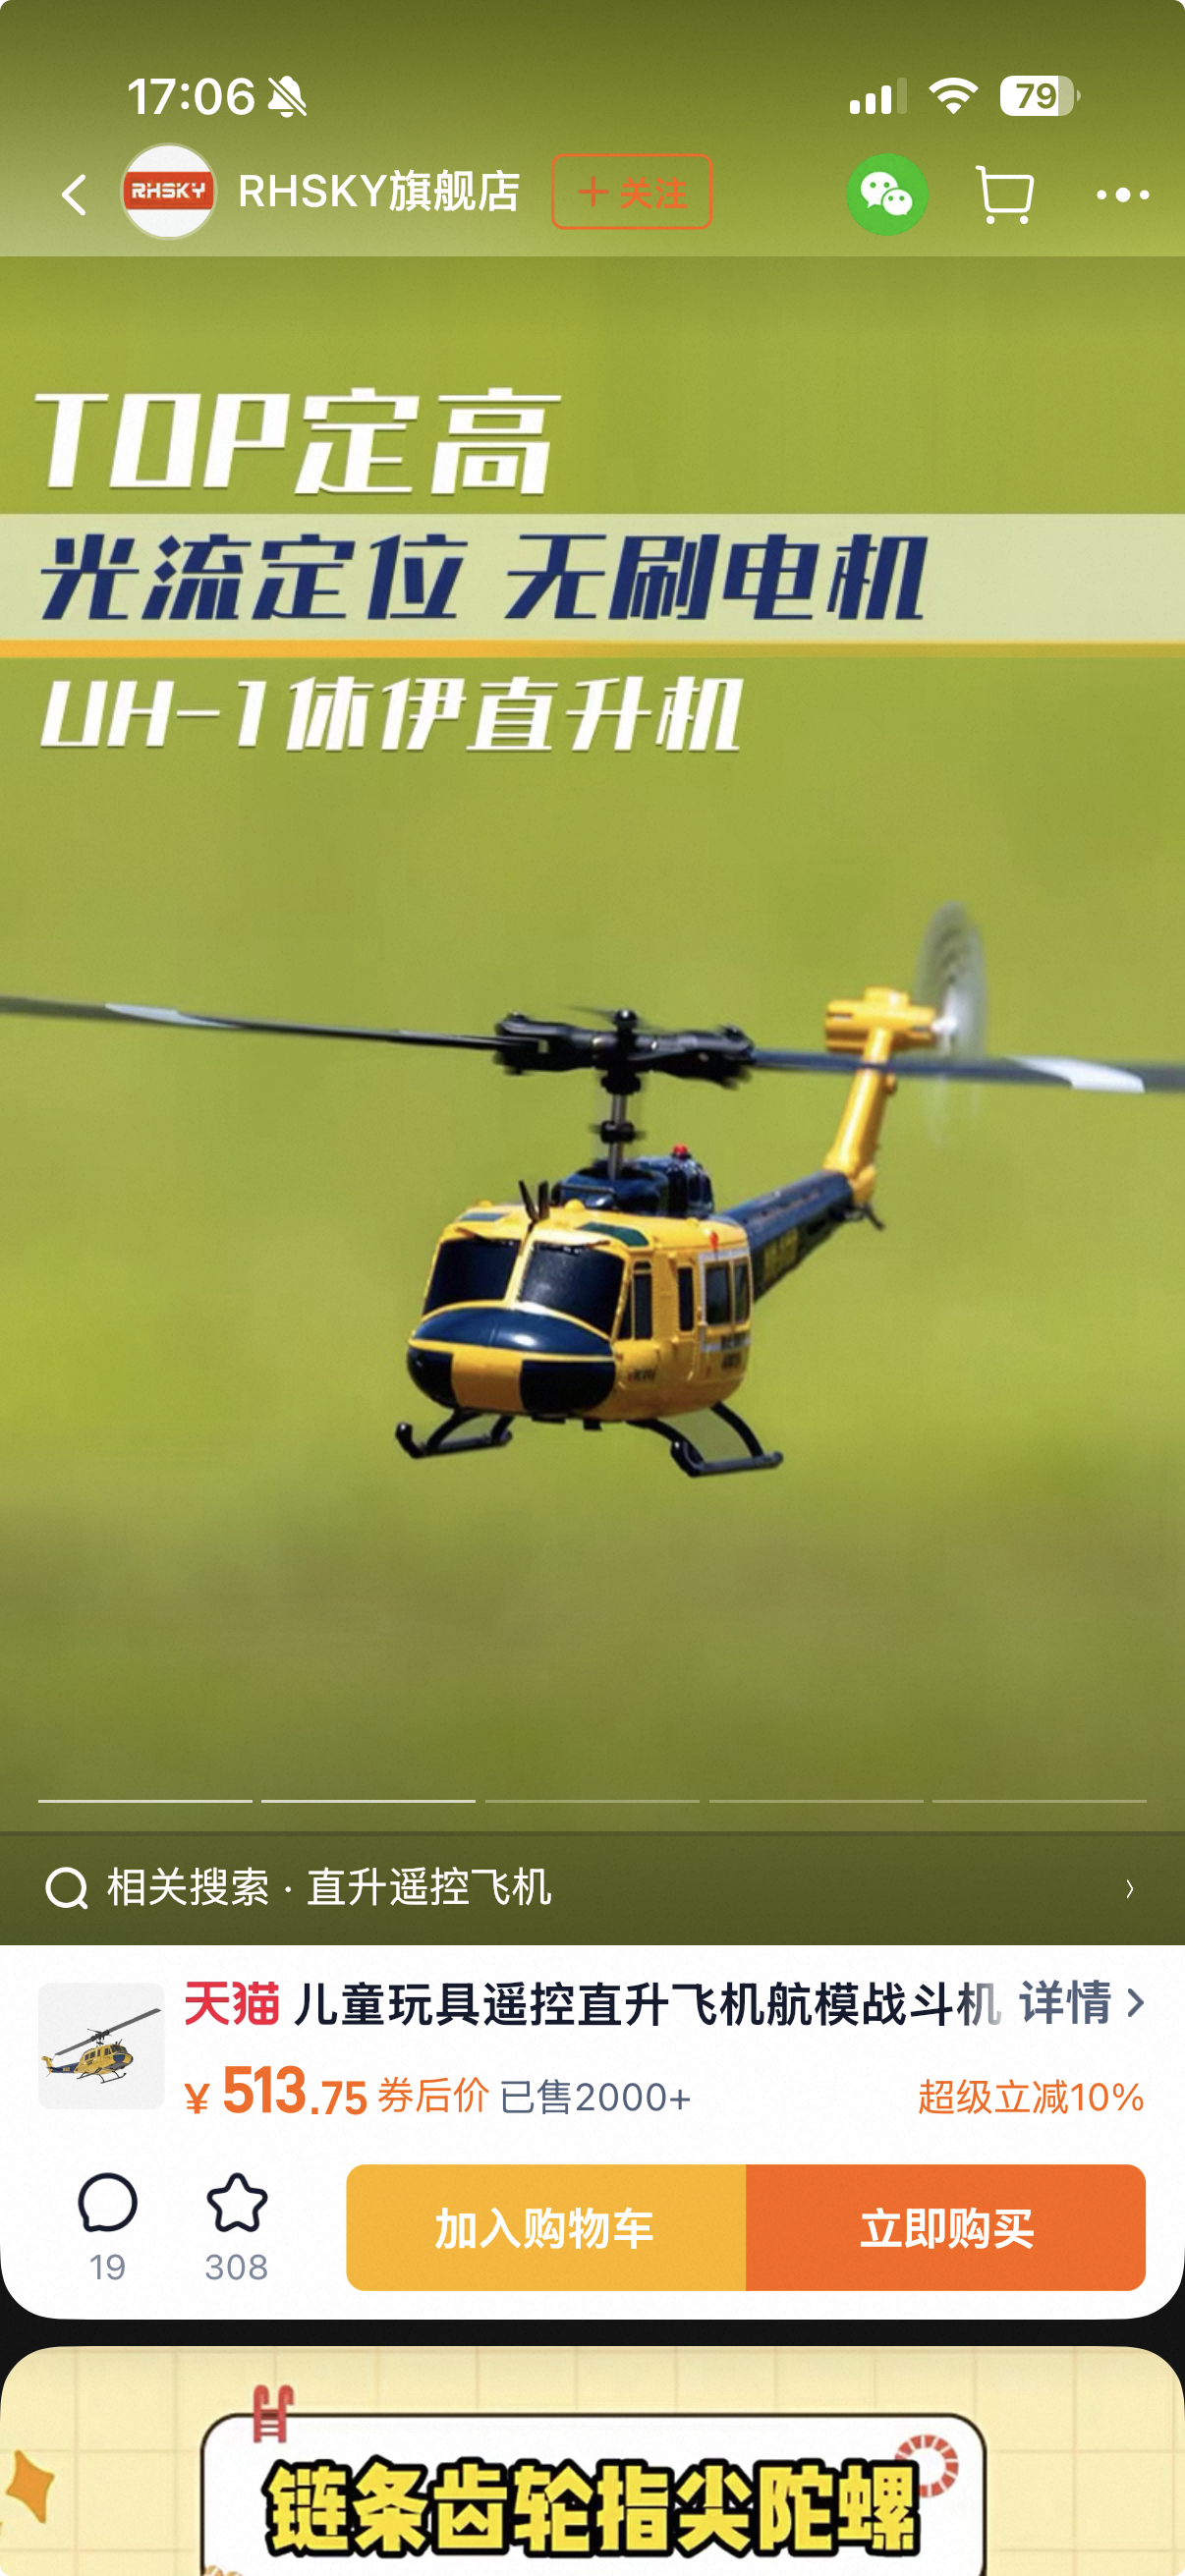 17:06
79
RHSKY
RHSKY旗舰店
+ 关注
TOP定高
光流定位 无刷电机
UH-1休伊直升机
相关搜索 · 直升遥控飞机
天猫 儿童玩具遥控直升飞机航模战斗机 详情
¥ 513.75 券后价 已售2000+ 超级立减10%
19
308
加入购物车
立即购买
链条齿轮指尖陀螺